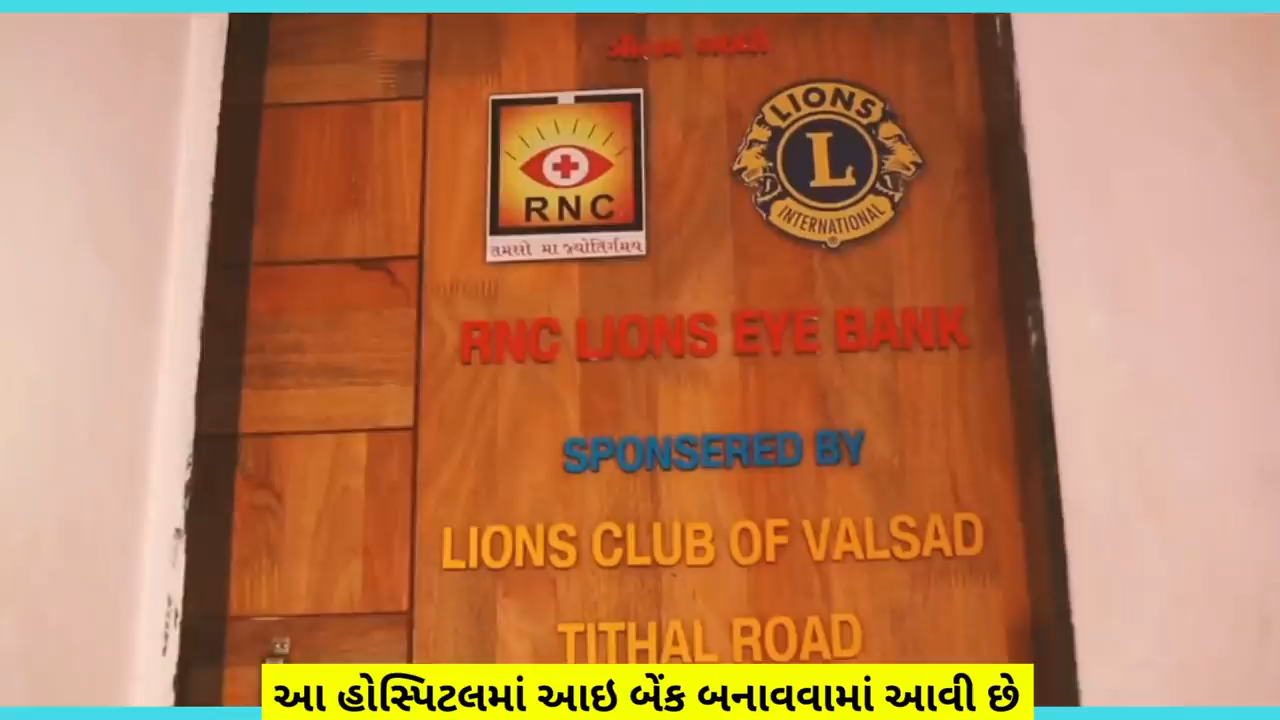 RNC
તમસો મા જ્યોતિર્ગમય
LIONS
L
INTERNATIONAL
RNC LIONS EYE BANK
SPONSERED BY
LIONS CLUB OF VALSAD
TITHAL ROAD
આ હોસ્પિટલમાં આઇ બેંક બનાવવામાં આવી છે